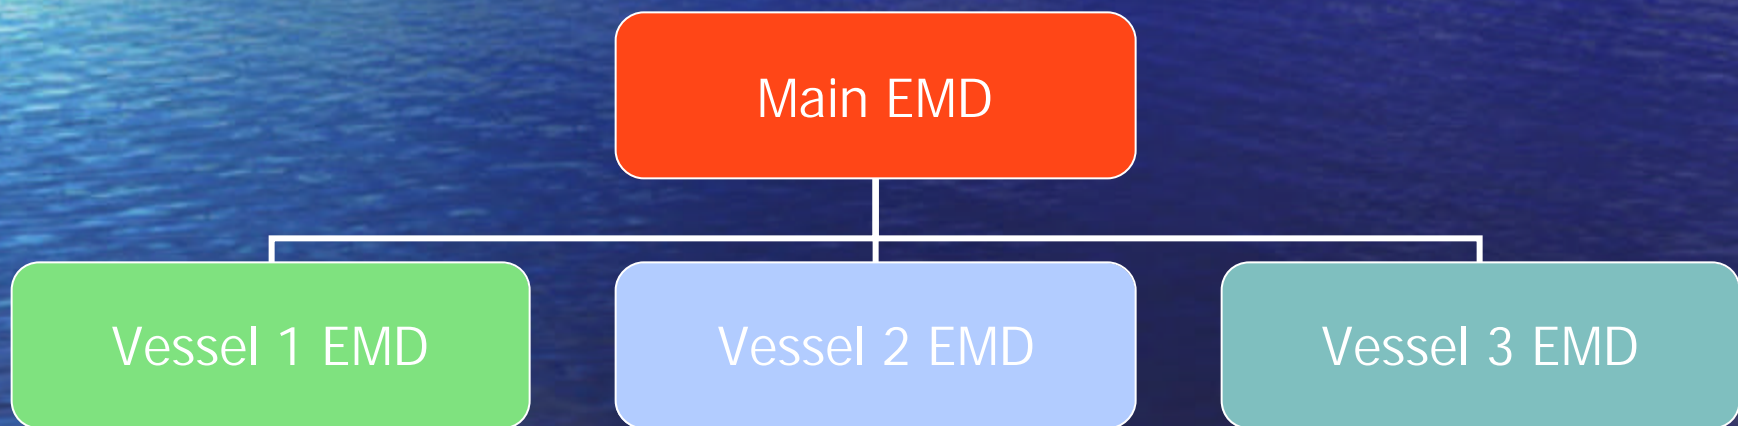 Main EMD
Vessel 1 EMD
Vessel 2 EMD
Vessel 3 EMD